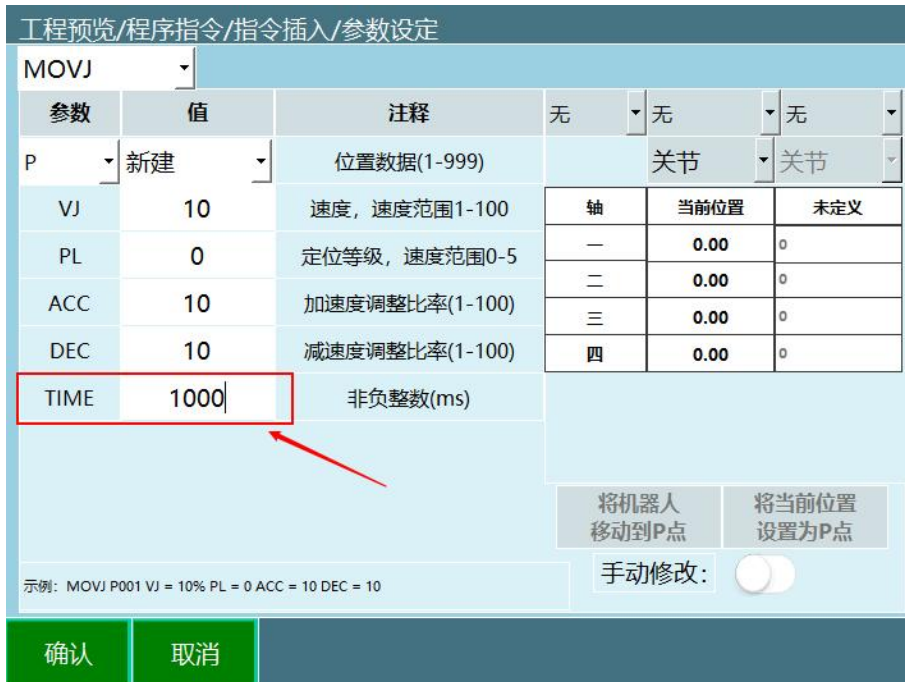 工程预览/程序指令/指令插入/参数设定
MOVJ
参数 值 注释 无 无 无
P 新建 位置数据(1-999) 关节 关节
VJ 10 速度，速度范围1-100
PL 0 定位等级，速度范围0-5
ACC 10 加速度调整比率(1-100)
DEC 10 减速度调整比率(1-100)
TIME 1000 非负整数(ms)
轴 当前位置 未定义
一 0.00 0
二 0.00 0
三 0.00 0
四 0.00 0
将机器人
移动到P点
将当前位置
设置为P点
手动修改：
示例：MOVJ P001 VJ = 10% PL = 0 ACC = 10 DEC = 10
确认 取消